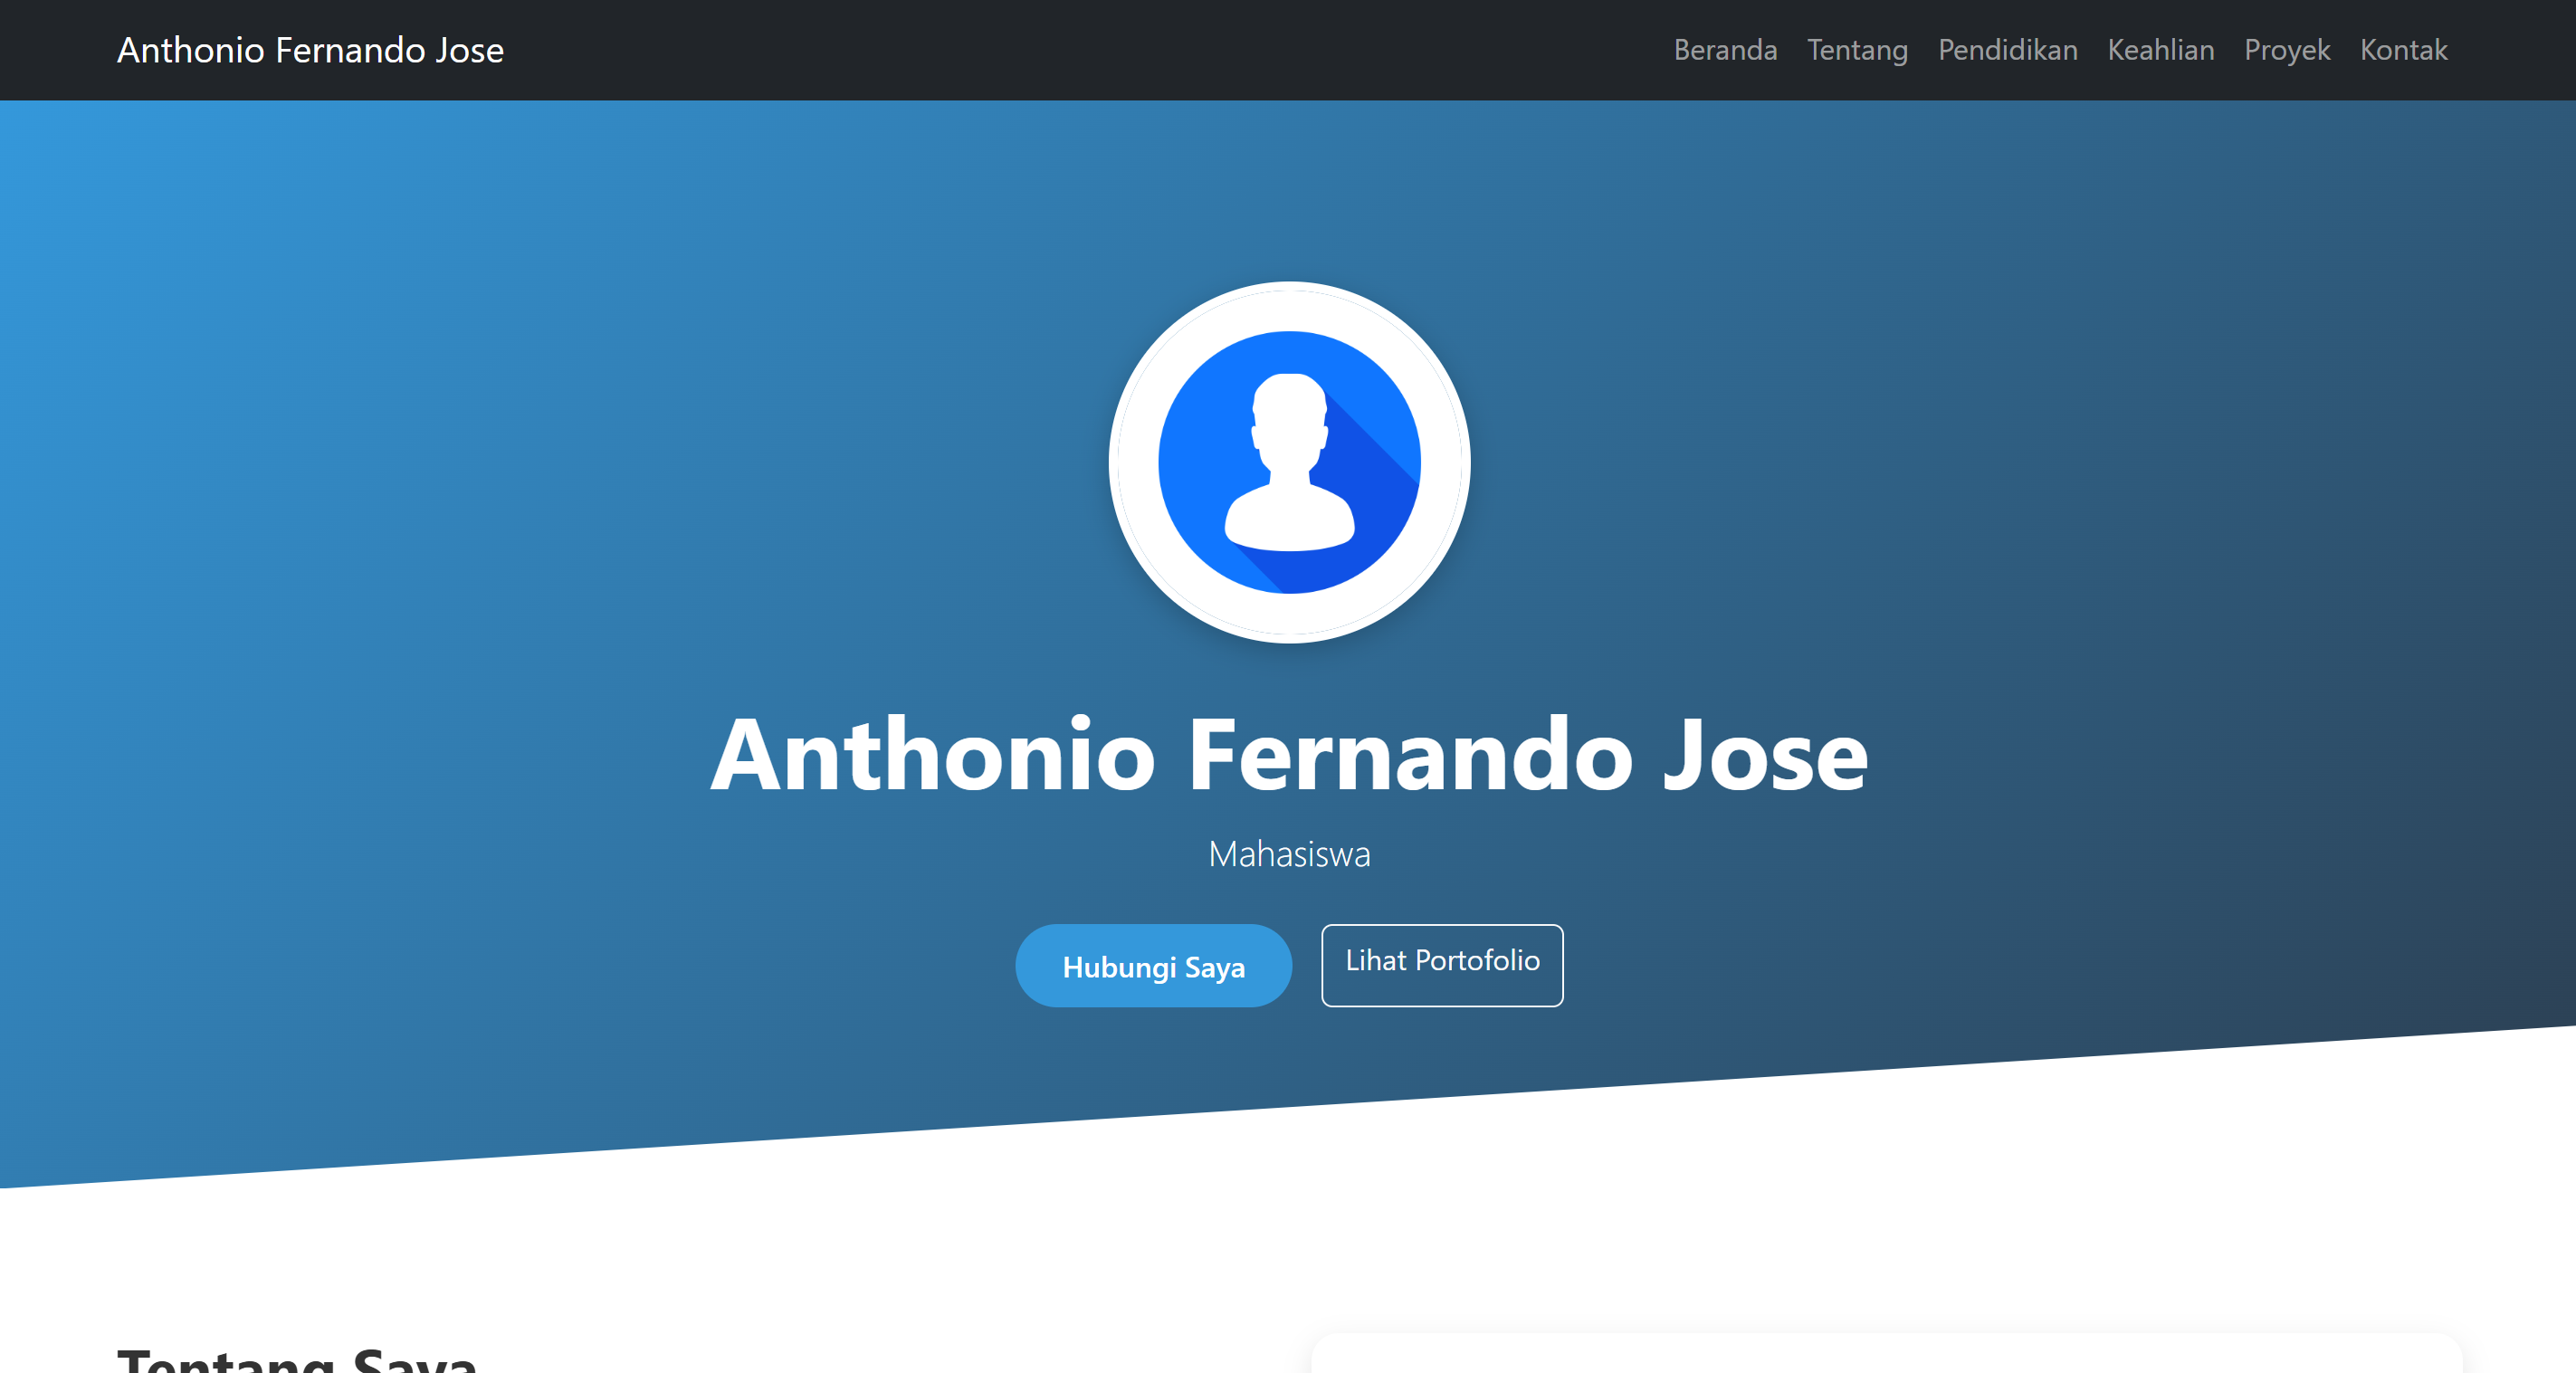 Anthonio Fernando Jose
Beranda Tentang Pendidikan Keahlian Proyek Kontak
Anthonio Fernando Jose
Mahasiswa
Hubungi Saya
Lihat Portofolio
Tentang Saya